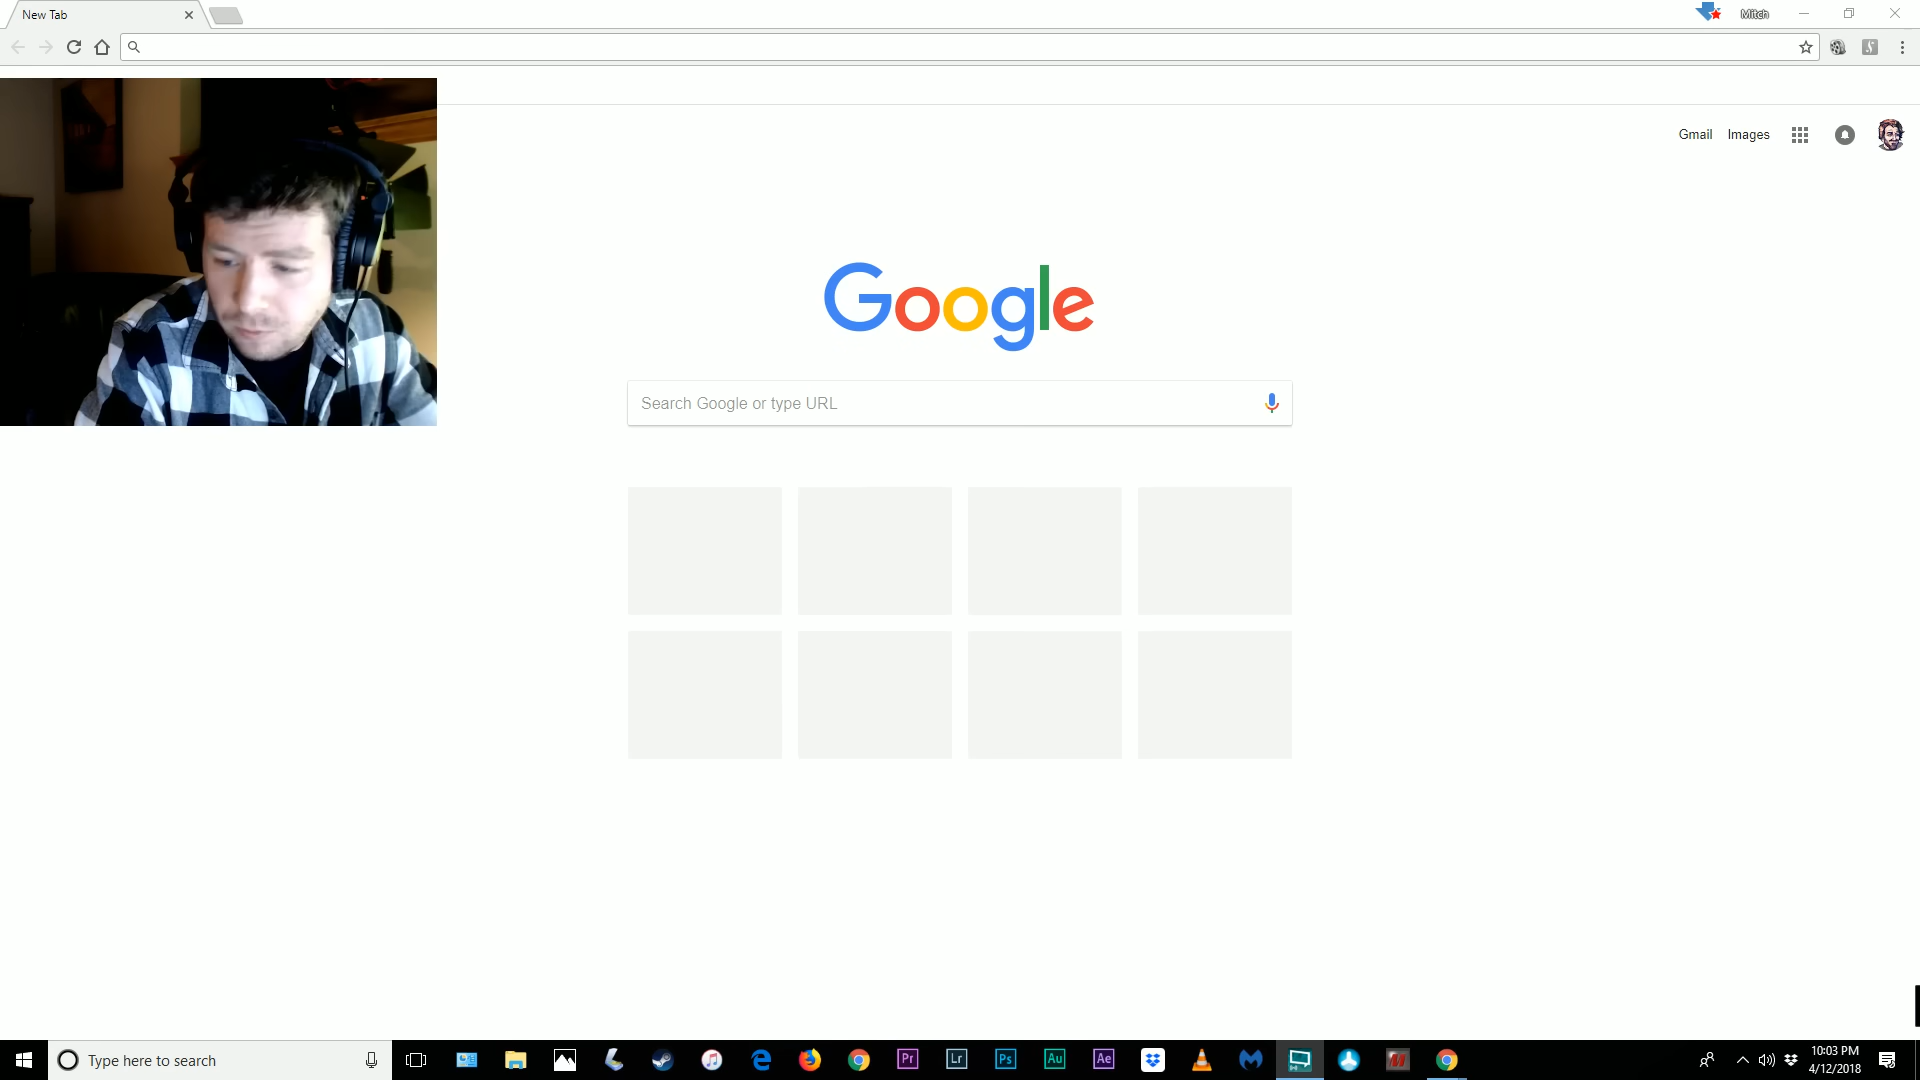 New Tab
Mitch
Gmail Images
Google
Search Google or type URL
Type here to search
Pr Lr Ps Au Ae
10:03 PM
4/12/2018